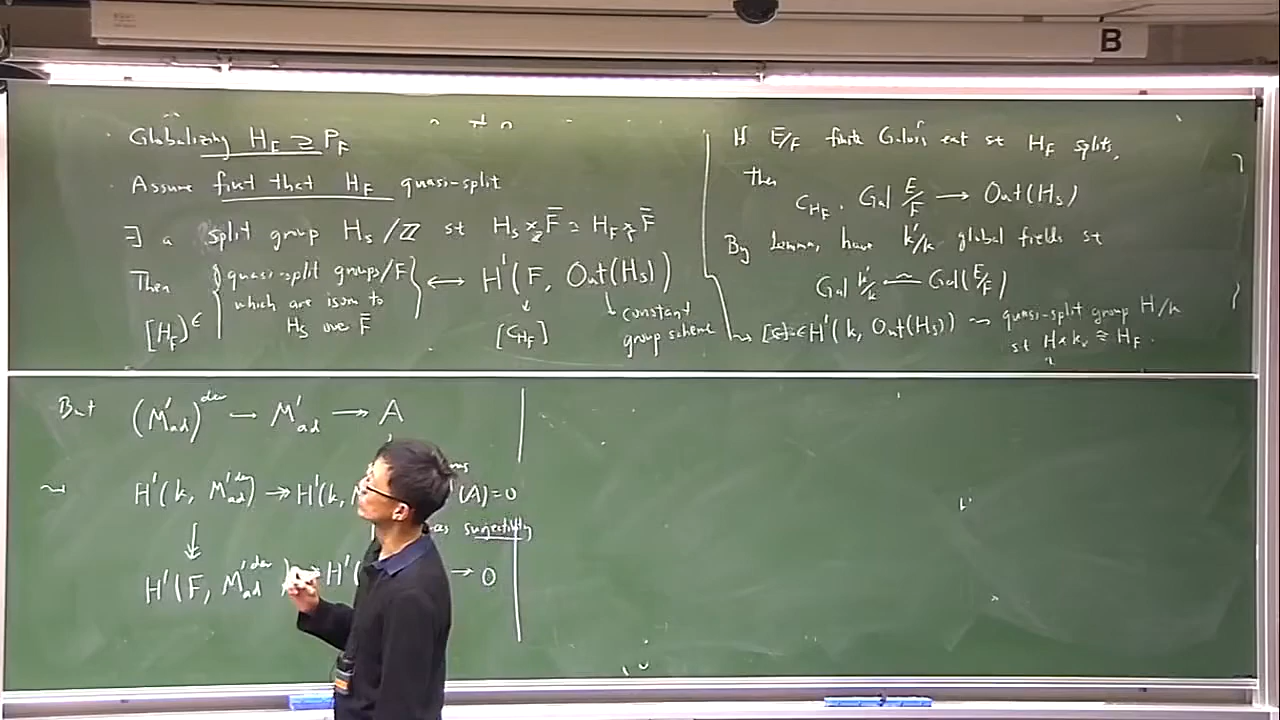 B
Globalizing H_F ⊇ P_F
Assume first that H_F quasi-split
∃ a split group H_s/ℤ st H_s ×_ℤ F̄ ≅ H_F ×_F F̄
Then { quasi-split groups/F which are isom to H_s over F̄ } ⟷ H¹(F, Out(H_s))
[H_F] ∈
[c_{H_F}]
constant group scheme
If E/F finite Galois ext st H_F splits,
then
c_{H_F} : Gal E/F → Out(H_s)
By Lemma, have k'/k global fields st
Gal k'/k ≃ Gal(E/F)
⇝ ∈ H¹(k, Out(H_s)) ⇝ quasi-split group H/k
st H × k_v ≅ H_F.
But (M'_ad)^der → M'_ad → A
⇝ H¹(k, M'_ad^der) ↠ H¹(k, M (A) = 0
surjectivity
H¹(F, M'_ad^der) → H¹( → 0